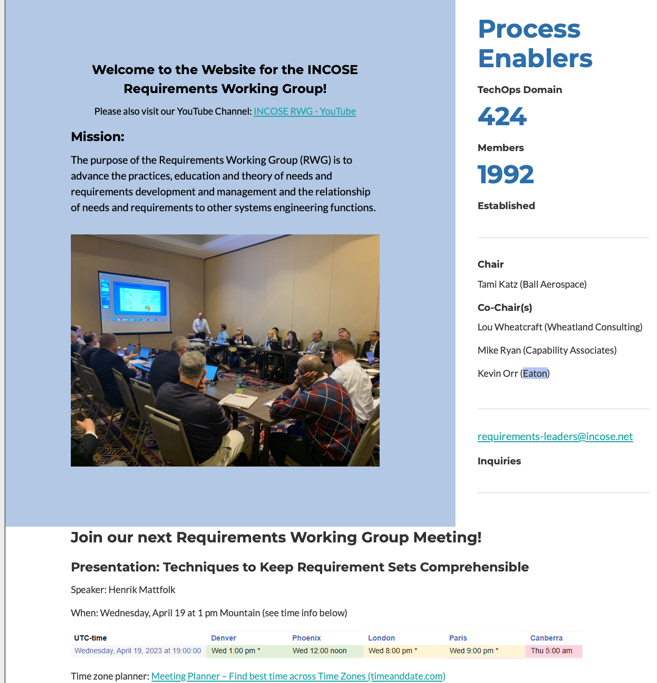 Welcome to the Website for the INCOSE
Requirements Working Group!
Please also visit our YouTube Channel: INCOSE RWG - YouTube
Mission:
The purpose of the Requirements Working Group (RWG) is to
advance the practices, education and theory of needs and
requirements development and management and the relationship
of needs and requirements to other systems engineering functions.
Process
Enablers
TechOps Domain
424
Members
1992
Established
Chair
Tami Katz (Ball Aerospace)
Co-Chair(s)
Lou Wheatcraft (Wheatland Consulting)
Mike Ryan (Capability Associates)
Kevin Orr (Eaton)
requirements-leaders@incose.net
Inquiries
Join our next Requirements Working Group Meeting!
Presentation: Techniques to Keep Requirement Sets Comprehensible
Speaker: Henrik Mattfolk
When: Wednesday, April 19 at 1 pm Mountain (see time info below)
UTC-time Denver Phoenix London Paris Canberra
Wednesday, April 19, 2023 at 19:00:00 Wed 1:00 pm * Wed 12:00 noon Wed 8:00 pm * Wed 9:00 pm * Thu 5:00 am
Time zone planner: Meeting Planner – Find best time across Time Zones (timeanddate.com)